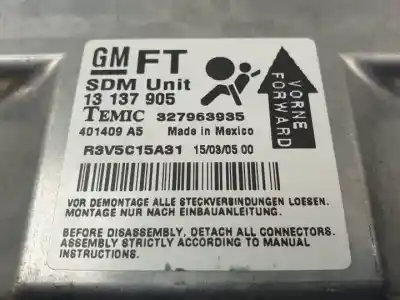 GM FT
SDM Unit
13 137 905
TEMIC 327963935
401409 A5 Made in Mexico
R3V5C15A31 15/03/05 00
VORNE
FORWARD
VOR DEMONTAGE ALLE STECKVERBINDUNGEN LOESEN.
MONTAGE NUR NACH EINBAUANLEITUNG.
BEFORE DISASSEMBLY, DETACH ALL CONNECTORS.
ASSEMBLY STRICTLY ACCORDING TO MANUAL
INSTRUCTIONS.